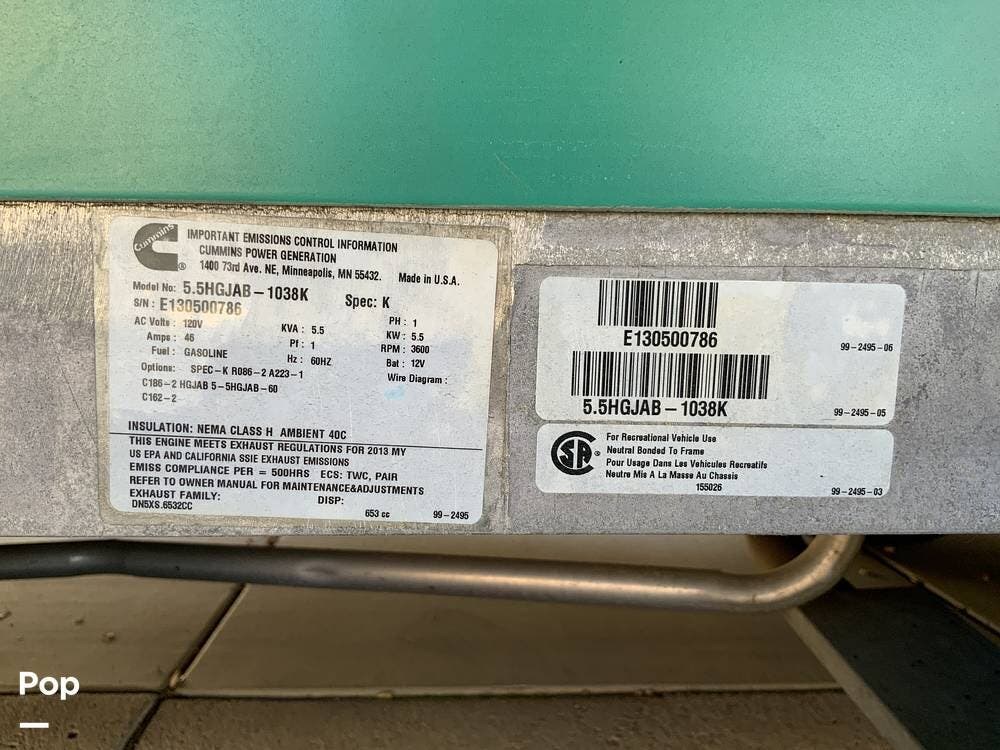 Cummins
IMPORTANT EMISSIONS CONTROL INFORMATION
CUMMINS POWER GENERATION
1400 73rd Ave. NE, Minneapolis, MN 55432. Made in U.S.A.
Model No: 5.5HGJAB-1038K Spec: K
S/N : E130500786
AC Volts : 120V KVA : 5.5 PH : 1
Amps : 46 Pf : 1 KW : 5.5
Fuel : GASOLINE Hz : 60HZ RPM : 3600
Options: SPEC-K R086-2 A223-1 Bat : 12V
C186-2 HGJAB 5-5HGJAB-60 Wire Diagram :
C162-2
INSULATION: NEMA CLASS H AMBIENT 40C
THIS ENGINE MEETS EXHAUST REGULATIONS FOR 2013 MY
US EPA AND CALIFORNIA SSIE EXHAUST EMISSIONS
EMISS COMPLIANCE PER = 500HRS ECS: TWC, PAIR
REFER TO OWNER MANUAL FOR MAINTENANCE&ADJUSTMENTS
EXHAUST FAMILY: DISP:
DN5XS.6532CC 653 cc 99-2495
E130500786
99-2495-06
5.5HGJAB-1038K
99-2495-05
For Recreational Vehicle Use
Neutral Bonded To Frame
Pour Usage Dans Les Vehicules Recreatifs
Neutre Mis A La Masse Au Chassis
155026
99-2495-03
Pop